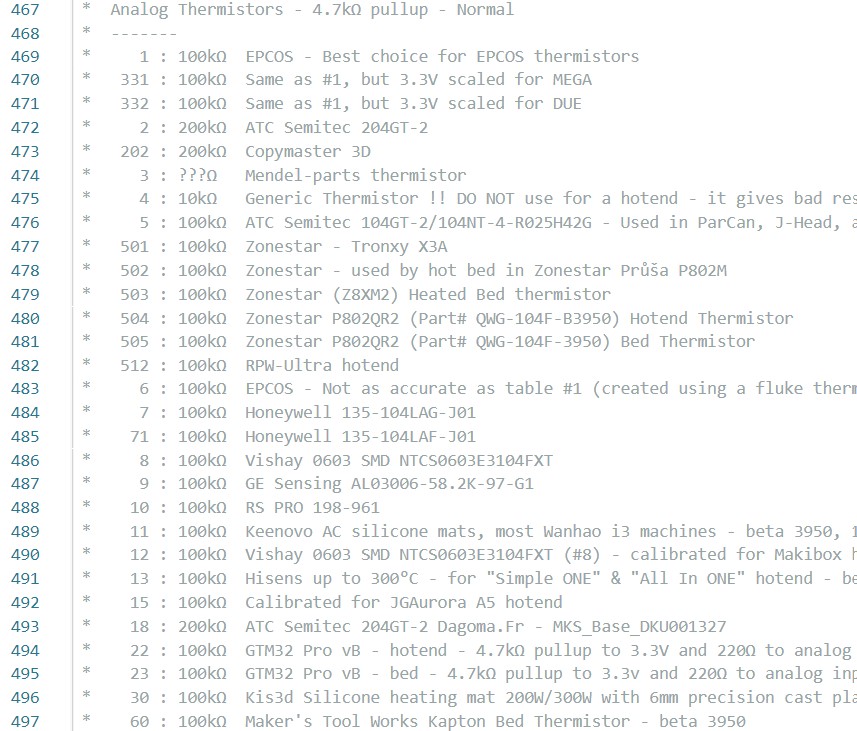 467 * Analog Thermistors - 4.7kΩ pullup - Normal
468 * -------
469 * 1 : 100kΩ EPCOS - Best choice for EPCOS thermistors
470 * 331 : 100kΩ Same as #1, but 3.3V scaled for MEGA
471 * 332 : 100kΩ Same as #1, but 3.3V scaled for DUE
472 * 2 : 200kΩ ATC Semitec 204GT-2
473 * 202 : 200kΩ Copymaster 3D
474 * 3 : ???Ω Mendel-parts thermistor
475 * 4 : 10kΩ Generic Thermistor !! DO NOT use for a hotend - it gives bad res
476 * 5 : 100kΩ ATC Semitec 104GT-2/104NT-4-R025H42G - Used in ParCan, J-Head, a
477 * 501 : 100kΩ Zonestar - Tronxy X3A
478 * 502 : 100kΩ Zonestar - used by hot bed in Zonestar Průša P802M
479 * 503 : 100kΩ Zonestar (Z8XM2) Heated Bed thermistor
480 * 504 : 100kΩ Zonestar P802QR2 (Part# QWG-104F-B3950) Hotend Thermistor
481 * 505 : 100kΩ Zonestar P802QR2 (Part# QWG-104F-3950) Bed Thermistor
482 * 512 : 100kΩ RPW-Ultra hotend
483 * 6 : 100kΩ EPCOS - Not as accurate as table #1 (created using a fluke therm
484 * 7 : 100kΩ Honeywell 135-104LAG-J01
485 * 71 : 100kΩ Honeywell 135-104LAF-J01
486 * 8 : 100kΩ Vishay 0603 SMD NTCS0603E3104FXT
487 * 9 : 100kΩ GE Sensing AL03006-58.2K-97-G1
488 * 10 : 100kΩ RS PRO 198-961
489 * 11 : 100kΩ Keenovo AC silicone mats, most Wanhao i3 machines - beta 3950, 1
490 * 12 : 100kΩ Vishay 0603 SMD NTCS0603E3104FXT (#8) - calibrated for Makibox h
491 * 13 : 100kΩ Hisens up to 300°C - for "Simple ONE" & "All In ONE" hotend - be
492 * 15 : 100kΩ Calibrated for JGAurora A5 hotend
493 * 18 : 200kΩ ATC Semitec 204GT-2 Dagoma.Fr - MKS_Base_DKU001327
494 * 22 : 100kΩ GTM32 Pro vB - hotend - 4.7kΩ pullup to 3.3V and 220Ω to analog
495 * 23 : 100kΩ GTM32 Pro vB - bed - 4.7kΩ pullup to 3.3v and 220Ω to analog inp
496 * 30 : 100kΩ Kis3d Silicone heating mat 200W/300W with 6mm precision cast pla
497 * 60 : 100kΩ Maker's Tool Works Kapton Bed Thermistor - beta 3950